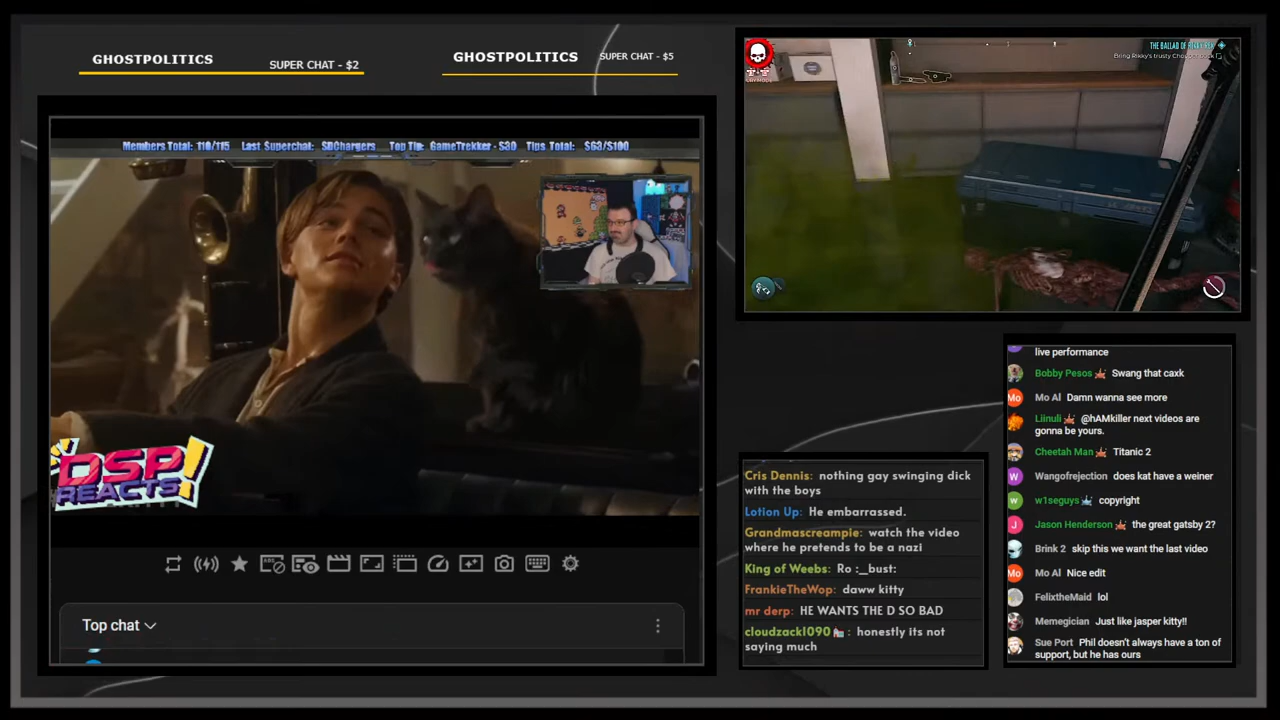 GHOSTPOLITICS
SUPER CHAT - $2
GHOSTPOLITICS
SUPER CHAT - $5
Members Total: 110/115 Last Superchat: SDChargers Top Tip: GameTrekker - $30 Tips Total: $63/$100
DSP
REACTS!
Top chat
THE BALLAD OF RIKKY REX
Bring Rikky's trusty
Cris Dennis: nothing gay swinging dick
with the boys
Lotion Up: He embarrassed.
Grandmascreampie: watch the video
where he pretends to be a nazi
King of Weebs: Ro :_bust:
FrankieTheWop: daww kitty
mr derp: HE WANTS THE D SO BAD
cloudzack1090: honestly its not
saying much
live performance
Bobby Pesos Swang that caxk
Mo Al Damn wanna see more
Liinuli @hAMkiller next videos are
gonna be yours.
Cheetah Man Titanic 2
Wangofrejection does kat have a weiner
w1seguys copyright
Jason Henderson the great gatsby 2?
Brink 2 skip this we want the last video
Mo Al Nice edit
FelixtheMaid lol
Memegician Just like jasper kitty!!
Sue Port Phil doesn't always have a ton of
support, but he has ours